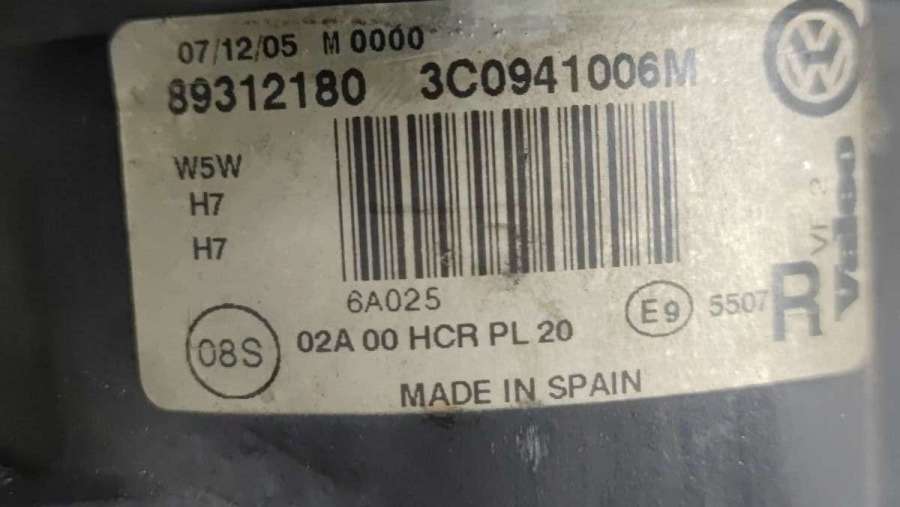 07/12/05 M 0000
89312180 3C0941006M
W5W
H7
H7
6A025
08S
02A 00 HCR PL 20
E9 5507
R
Valeo
MADE IN SPAIN